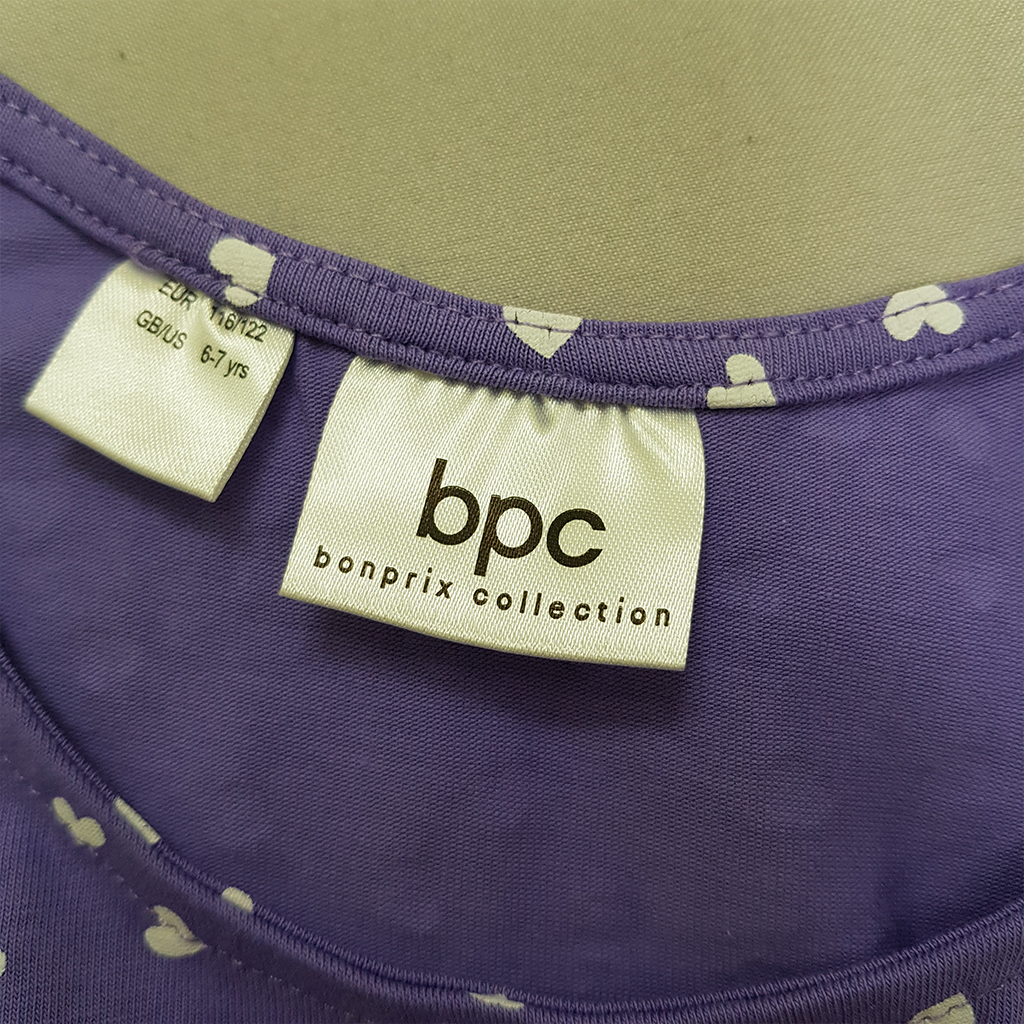 EUR 116/122
GB/US 6-7 yrs
bpc
bonprix collection